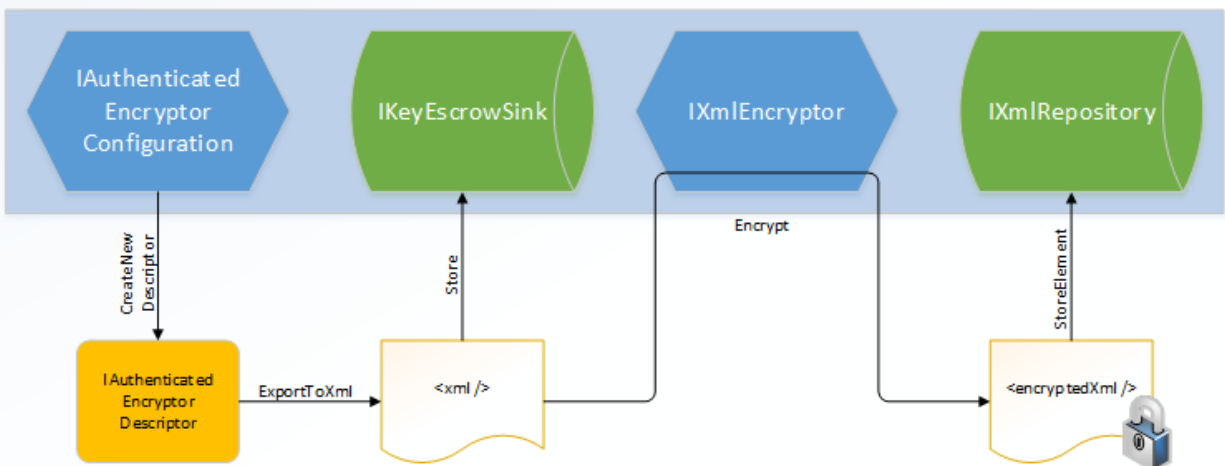 IAuthenticated
Encryptor
Configuration
IKeyEscrowSink
IXmlEncryptor
IXmlRepository
CreateNew
Descriptor
Store
Encrypt
StoreElement
IAuthenticated
Encryptor
Descriptor
ExportToXml
<xml />
<encryptedXml />